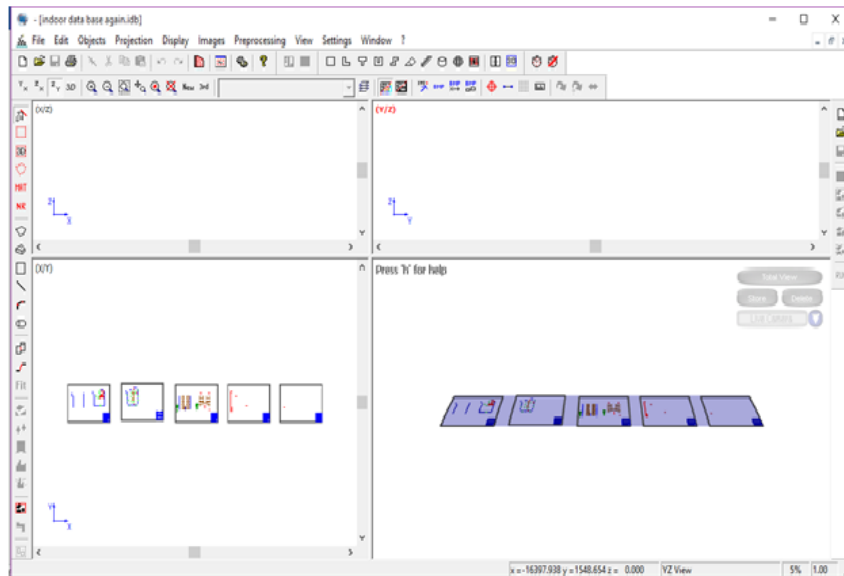 - [indoor data base again.idb]
File Edit Objects Projection Display Images Preprocessing View Settings Window ?
3D New
(X/Z)
(Y/Z)
Z
X
Z
Y
MAT
NR
(X/Y)
Press 'h' for help
Total View
Store Delete
Fit
Y
X
x = -16397.938 y = 1548.654 z = 0.000 YZ View 5% 1.00